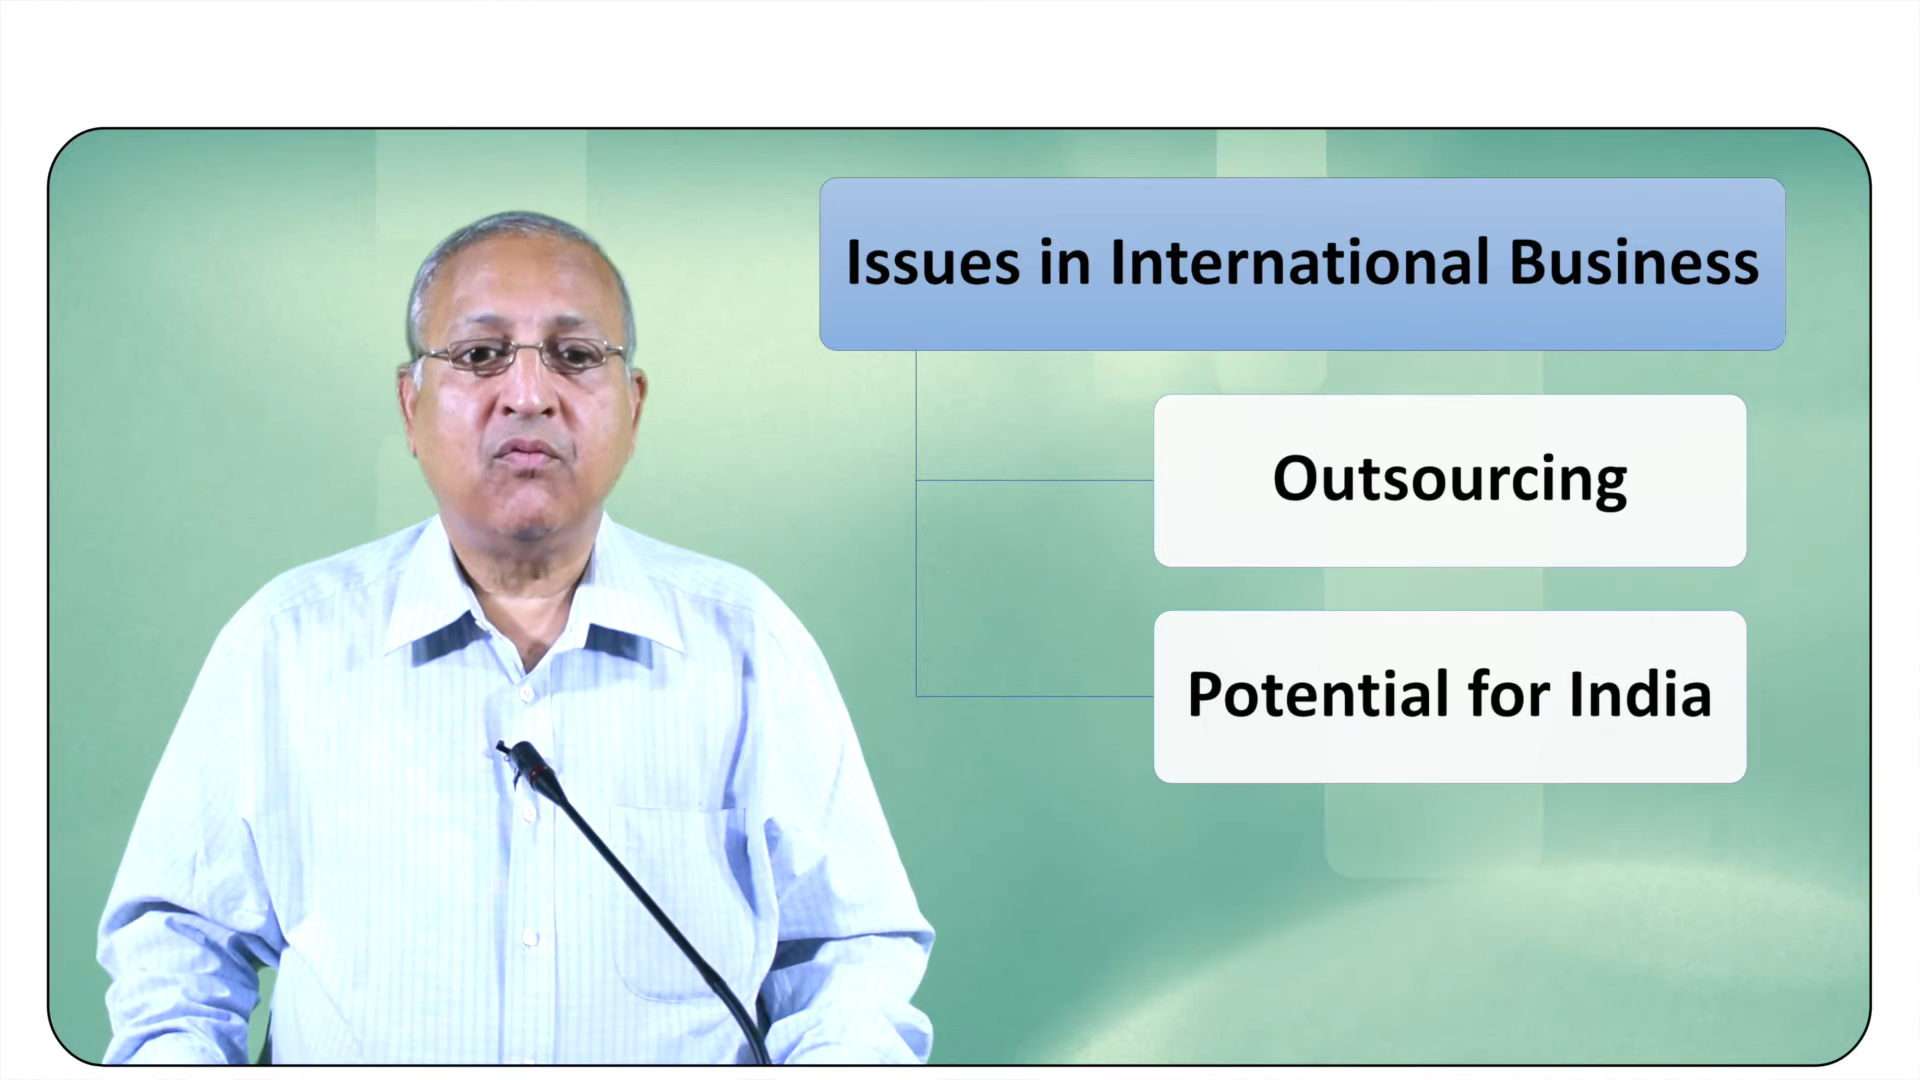 Issues in International Business
Outsourcing
Potential for India